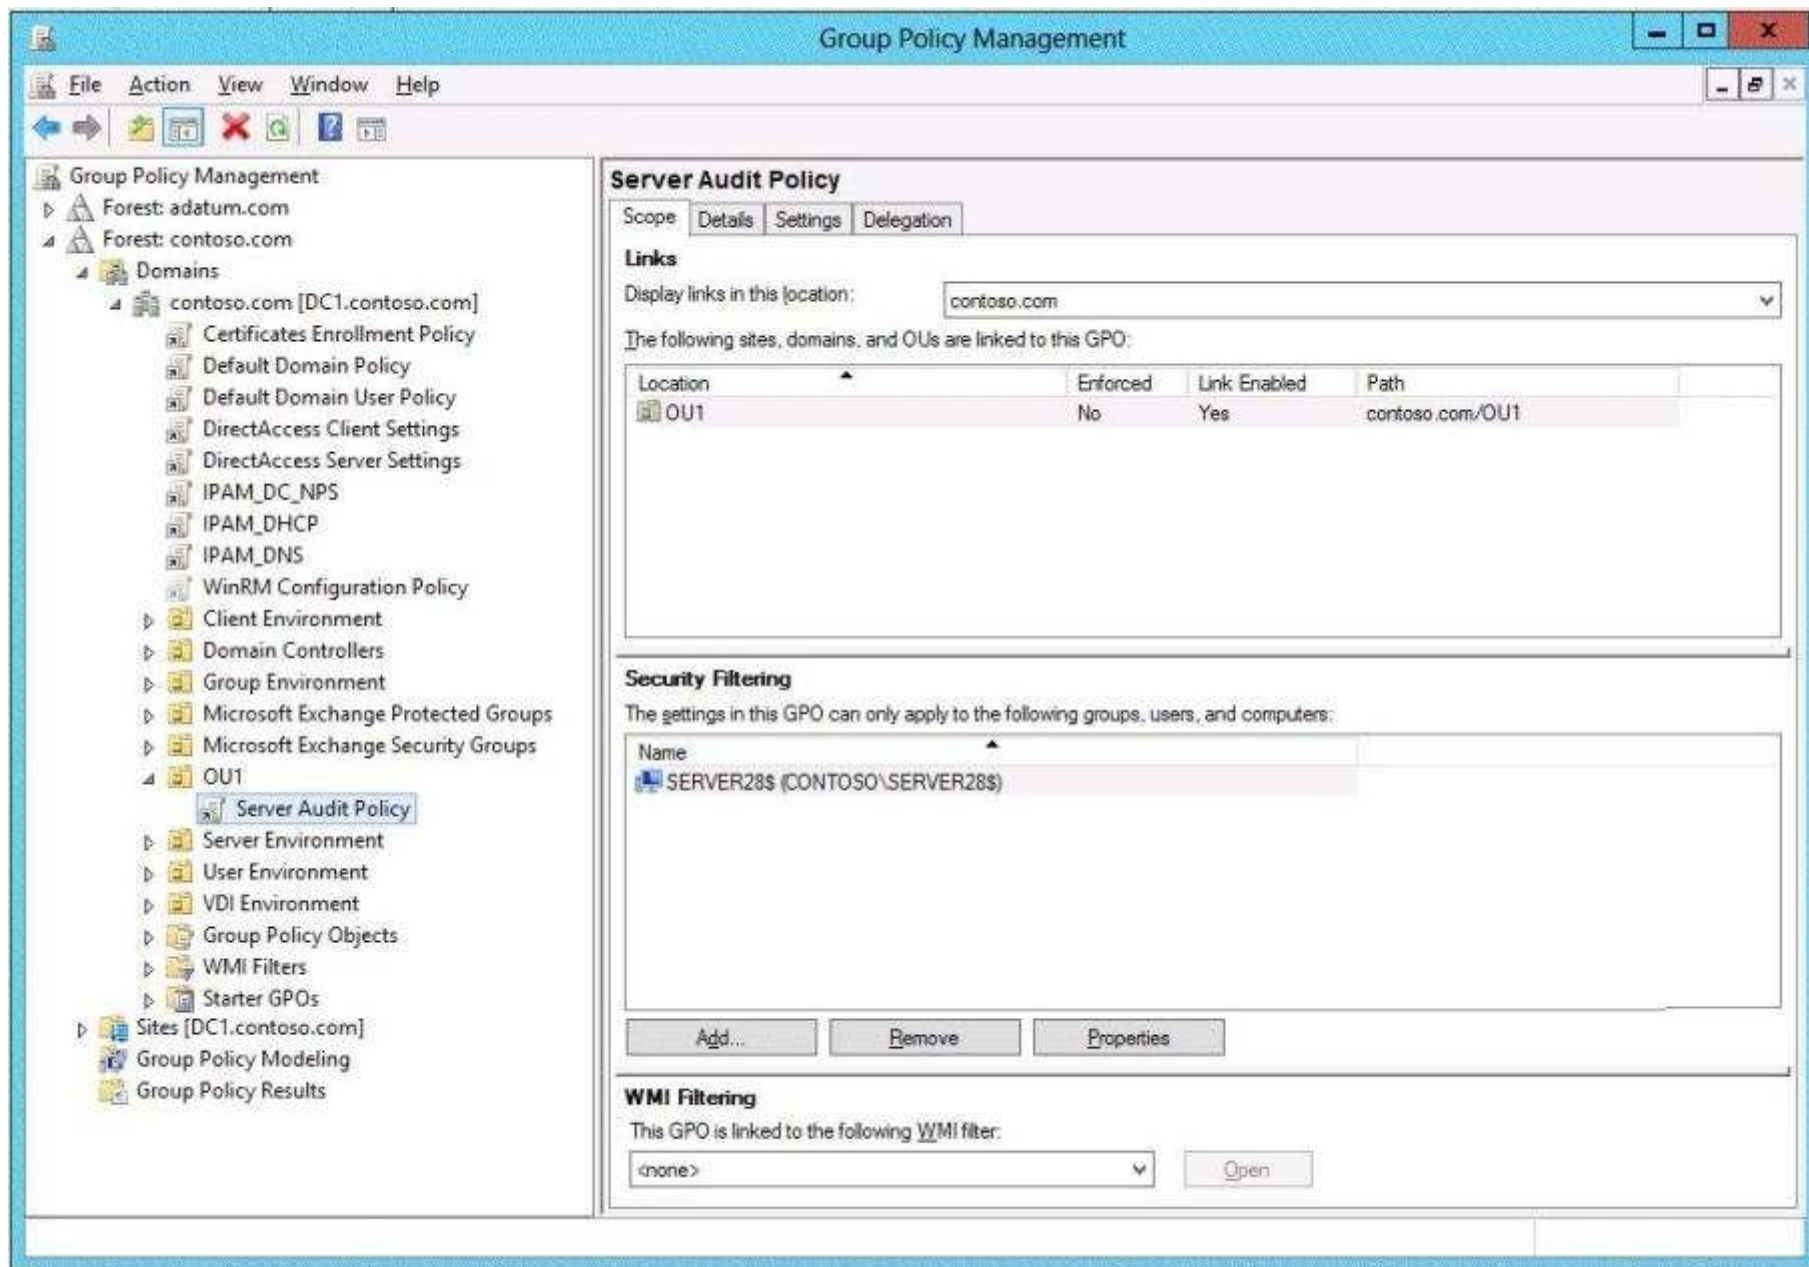 Group Policy Management
File Action View Window Help
Group Policy Management
Forest: adatum.com
Forest: contoso.com
Domains
contoso.com [DC1.contoso.com]
Certificates Enrollment Policy
Default Domain Policy
Default Domain User Policy
DirectAccess Client Settings
DirectAccess Server Settings
IPAM_DC_NPS
IPAM_DHCP
IPAM_DNS
WinRM Configuration Policy
Client Environment
Domain Controllers
Group Environment
Microsoft Exchange Protected Groups
Microsoft Exchange Security Groups
OU1
Server Audit Policy
Server Environment
User Environment
VDI Environment
Group Policy Objects
WMI Filters
Starter GPOs
Sites [DC1.contoso.com]
Group Policy Modeling
Group Policy Results
Server Audit Policy
Scope Details Settings Delegation
Links
Display links in this location: contoso.com
The following sites, domains, and OUs are linked to this GPO:
Location Enforced Link Enabled Path
OU1 No Yes contoso.com/OU1
Security Filtering
The settings in this GPO can only apply to the following groups, users, and computers:
Name
SERVER28$ (CONTOSO\SERVER28$)
Add... Remove Properties
WMI Filtering
This GPO is linked to the following WMI filter:
<none> Open